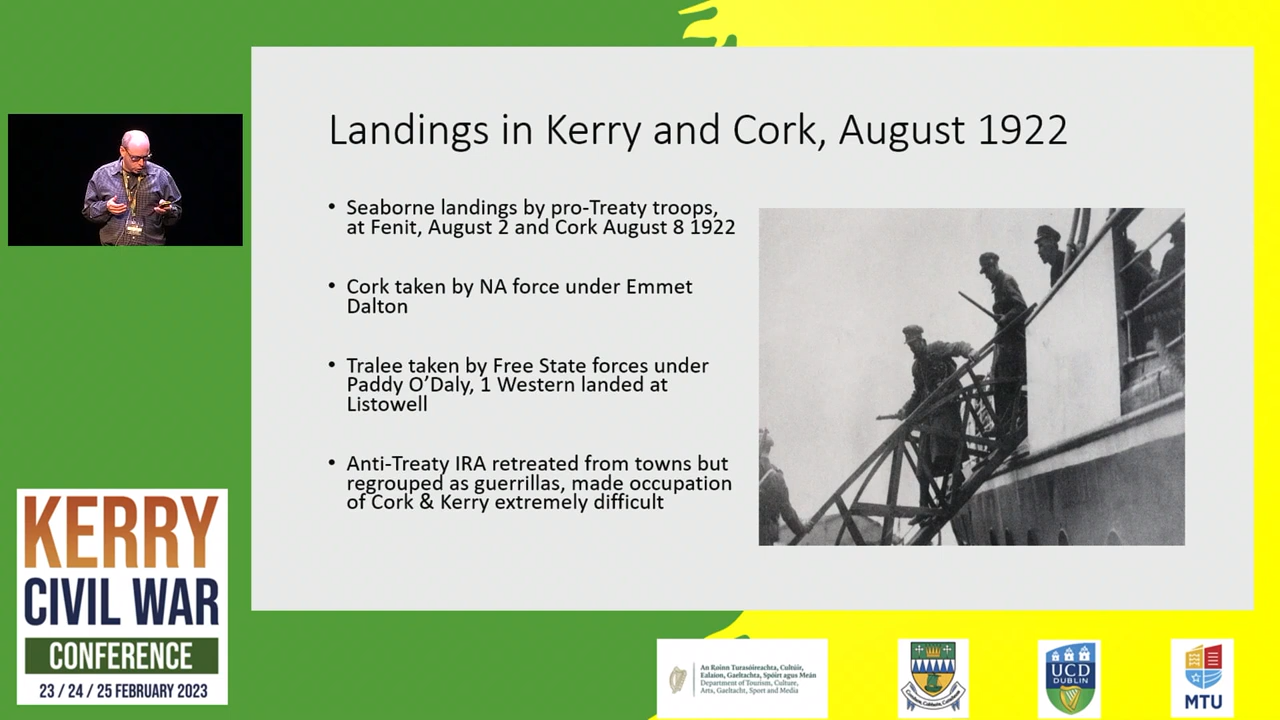 Landings in Kerry and Cork, August 1922
• Seaborne landings by pro-Treaty troops,
at Fenit, August 2 and Cork August 8 1922
• Cork taken by NA force under Emmet
Dalton
• Tralee taken by Free State forces under
Paddy O’Daly, 1 Western landed at
Listowell
• Anti-Treaty IRA retreated from towns but
regrouped as guerrillas, made occupation
of Cork & Kerry extremely difficult
KERRY
CIVIL WAR
CONFERENCE
23 / 24 / 25 FEBRUARY 2023
An Roinn Turasóireachta, Cultúir,
Ealaíon, Gaeltachta, Spóirt agus Meán
Department of Tourism, Culture,
Arts, Gaeltacht, Sport and Media
UCD
DUBLIN
MTU